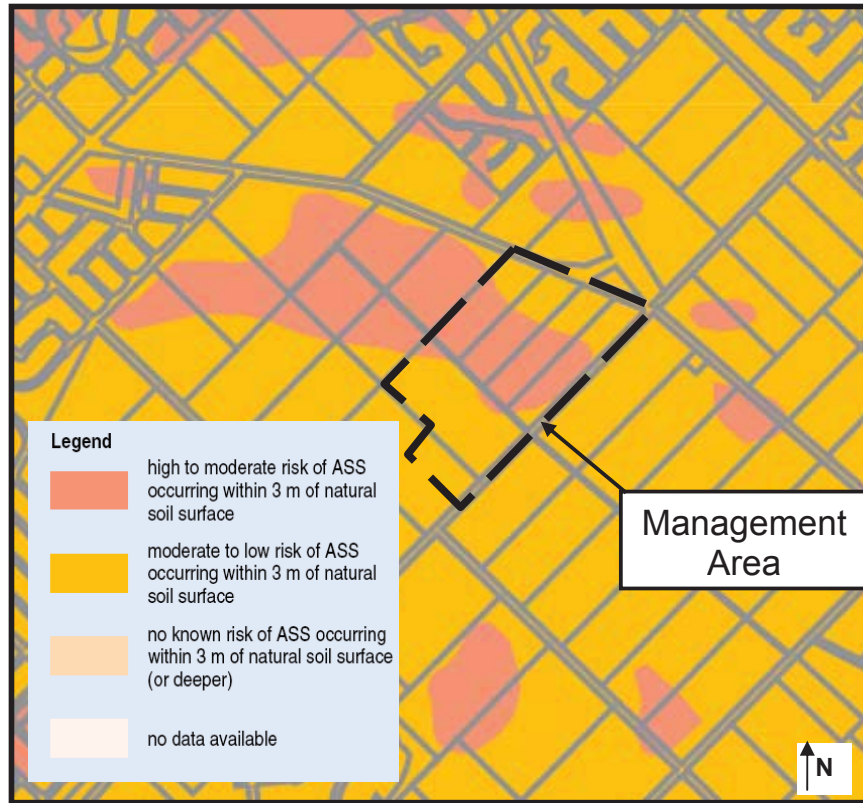 Legend
high to moderate risk of ASS
occurring within 3 m of natural
soil surface
moderate to low risk of ASS
occurring within 3 m of natural
soil surface
no known risk of ASS occurring
within 3 m of natural soil surface
(or deeper)
no data available
Management
Area
N